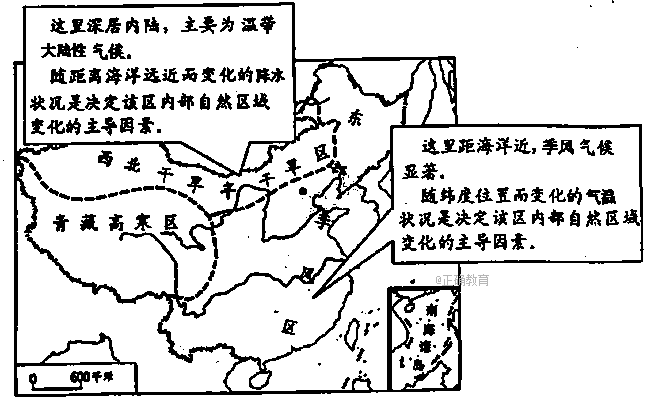 这里深居内陆，主要为温带
大陆性气候。
随距离海洋远近而变化的降水
状况是决定该区内部自然区域
变化的主导因素。
这里距海洋近，季风气候
显著。
随纬度位置而变化的气温
状况是决定该区内部自然区域
变化的主导因素。
西北干旱半干旱区
东
季
风
区
青藏高寒区
@正确教育
南
海
诸
岛
0 600千米